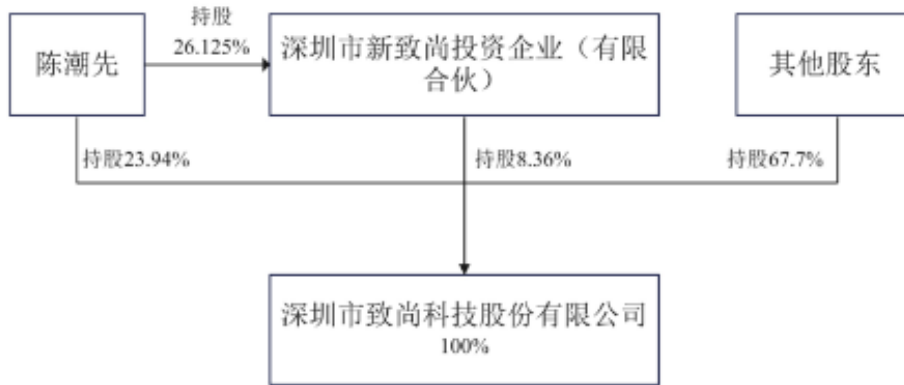 持股
26.125%
陈潮先
深圳市新致尚投资企业（有限
合伙）
其他股东
持股23.94%
持股8.36%
持股67.7%
深圳市致尚科技股份有限公司
100%